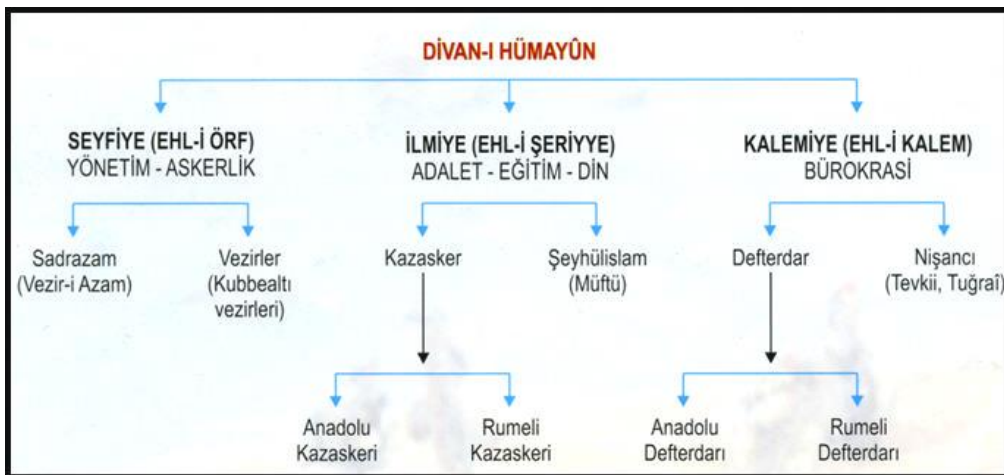 DİVAN-I HÜMAYÛN
SEYFİYE (EHL-İ ÖRF)
YÖNETİM - ASKERLİK
İLMİYE (EHL-İ ŞERİYYE)
ADALET - EĞİTİM - DİN
KALEMİYE (EHL-İ KALEM)
BÜROKRASİ
Sadrazam
(Vezir-i Azam)
Vezirler
(Kubbealtı
vezirleri)
Kazasker
Şeyhülislam
(Müftü)
Defterdar
Nişancı
(Tevkii, Tuğraî)
Anadolu
Kazaskeri
Rumeli
Kazaskeri
Anadolu
Defterdarı
Rumeli
Defterdarı